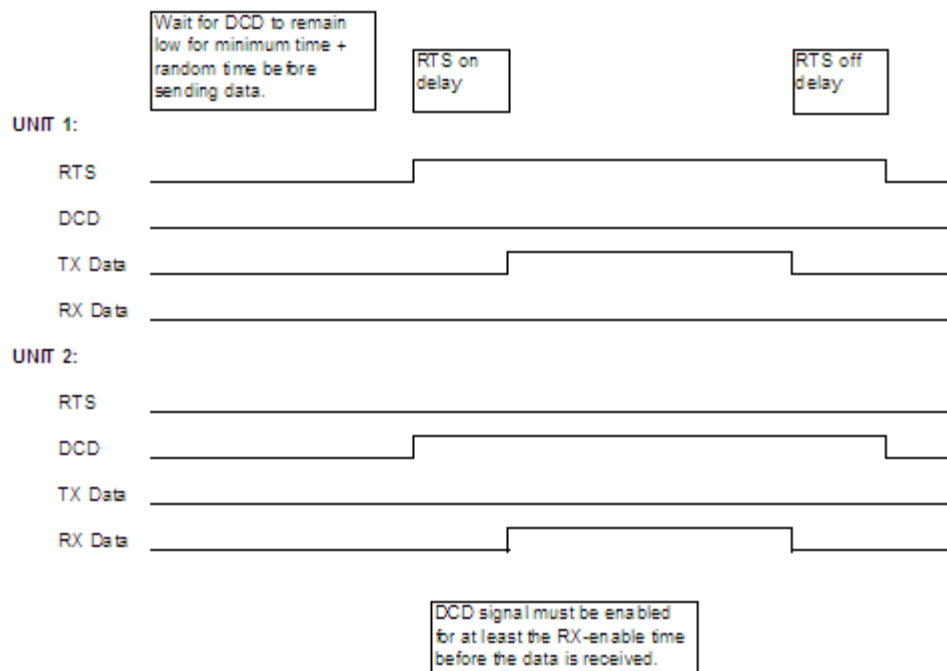 Wait for DCD to remain
low for minimum time +
random time before
sending data.
RTS on
delay
RTS off
delay
UNIT 1:
RTS
DCD
TX Data
RX Data
UNIT 2:
RTS
DCD
TX Data
RX Data
DCD signal must be enabled
for at least the RX-enable time
before the data is received.